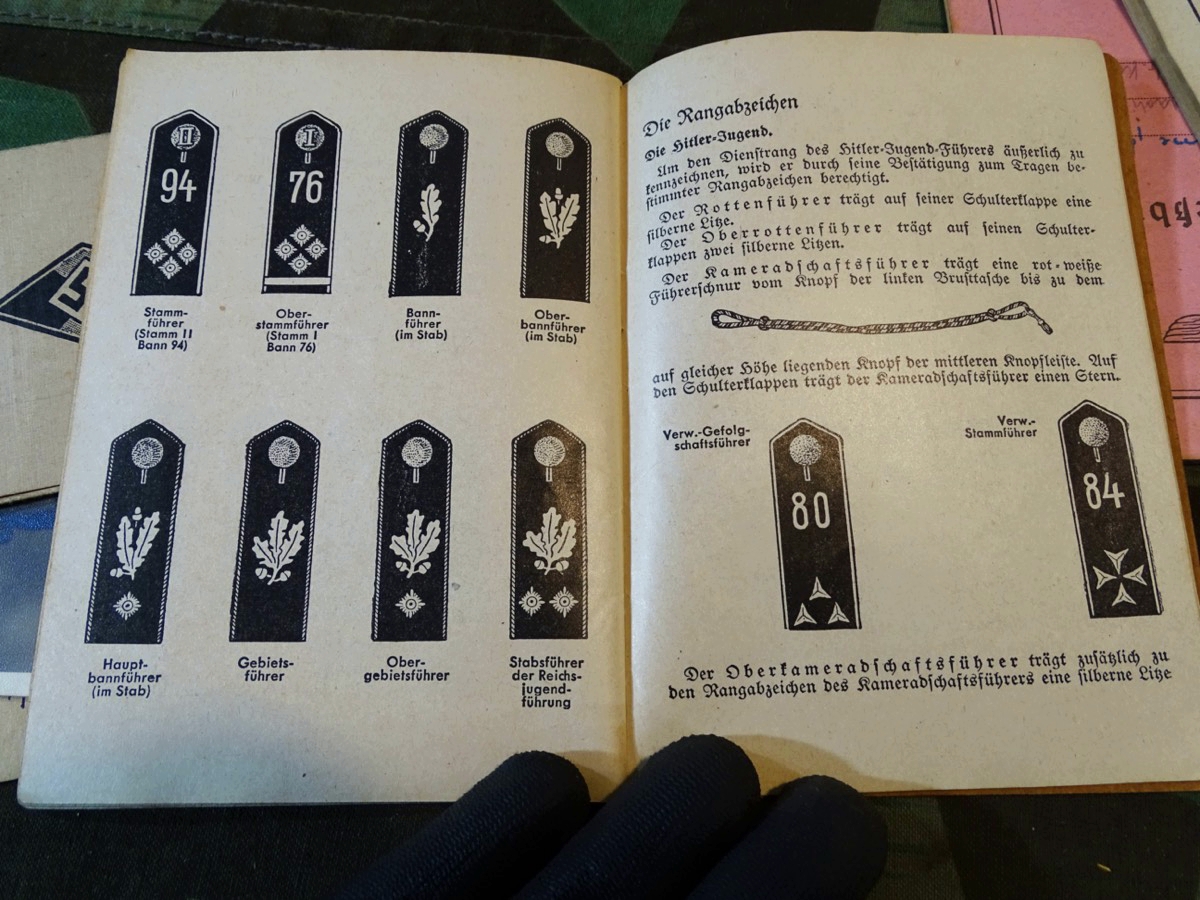 II
94
Stamm-
führer
(Stamm II
Bann 94)
I
76
Ober-
stammführer
(Stamm I
Bann 76)
Bann-
führer
(im Stab)
Ober-
bannführer
(im Stab)
Haupt-
bannführer
(im Stab)
Gebiets-
führer
Ober-
gebietsführer
Stabsführer
der Reichs-
jugend-
führung
Die Rangabzeichen
Die Hitler-Jugend.
Um den Dienstrang des Hitler-Jugend-Führers äußerlich zu
kennzeichnen, wird er durch seine Bestätigung zum Tragen be-
stimmter Rangabzeichen berechtigt.
Der Rottenführer trägt auf seiner Schulterklappe eine
silberne Litze.
Der Oberrottenführer trägt auf seinen Schulter-
klappen zwei silberne Litzen.
Der Kameradschaftsführer trägt eine rot-weiße
Führerschnur vom Knopf der linken Brusttasche bis zu dem
auf gleicher Höhe liegenden Knopf der mittleren Knopfleiste. Auf
den Schulterklappen trägt der Kameradschaftsführer einen Stern.
Verw.-Gefolg-
schaftsführer
80
Verw.-
Stammführer
84
Der Oberkameradschaftsführer trägt zusätzlich zu
den Rangabzeichen des Kameradschaftsführers eine silberne Litze